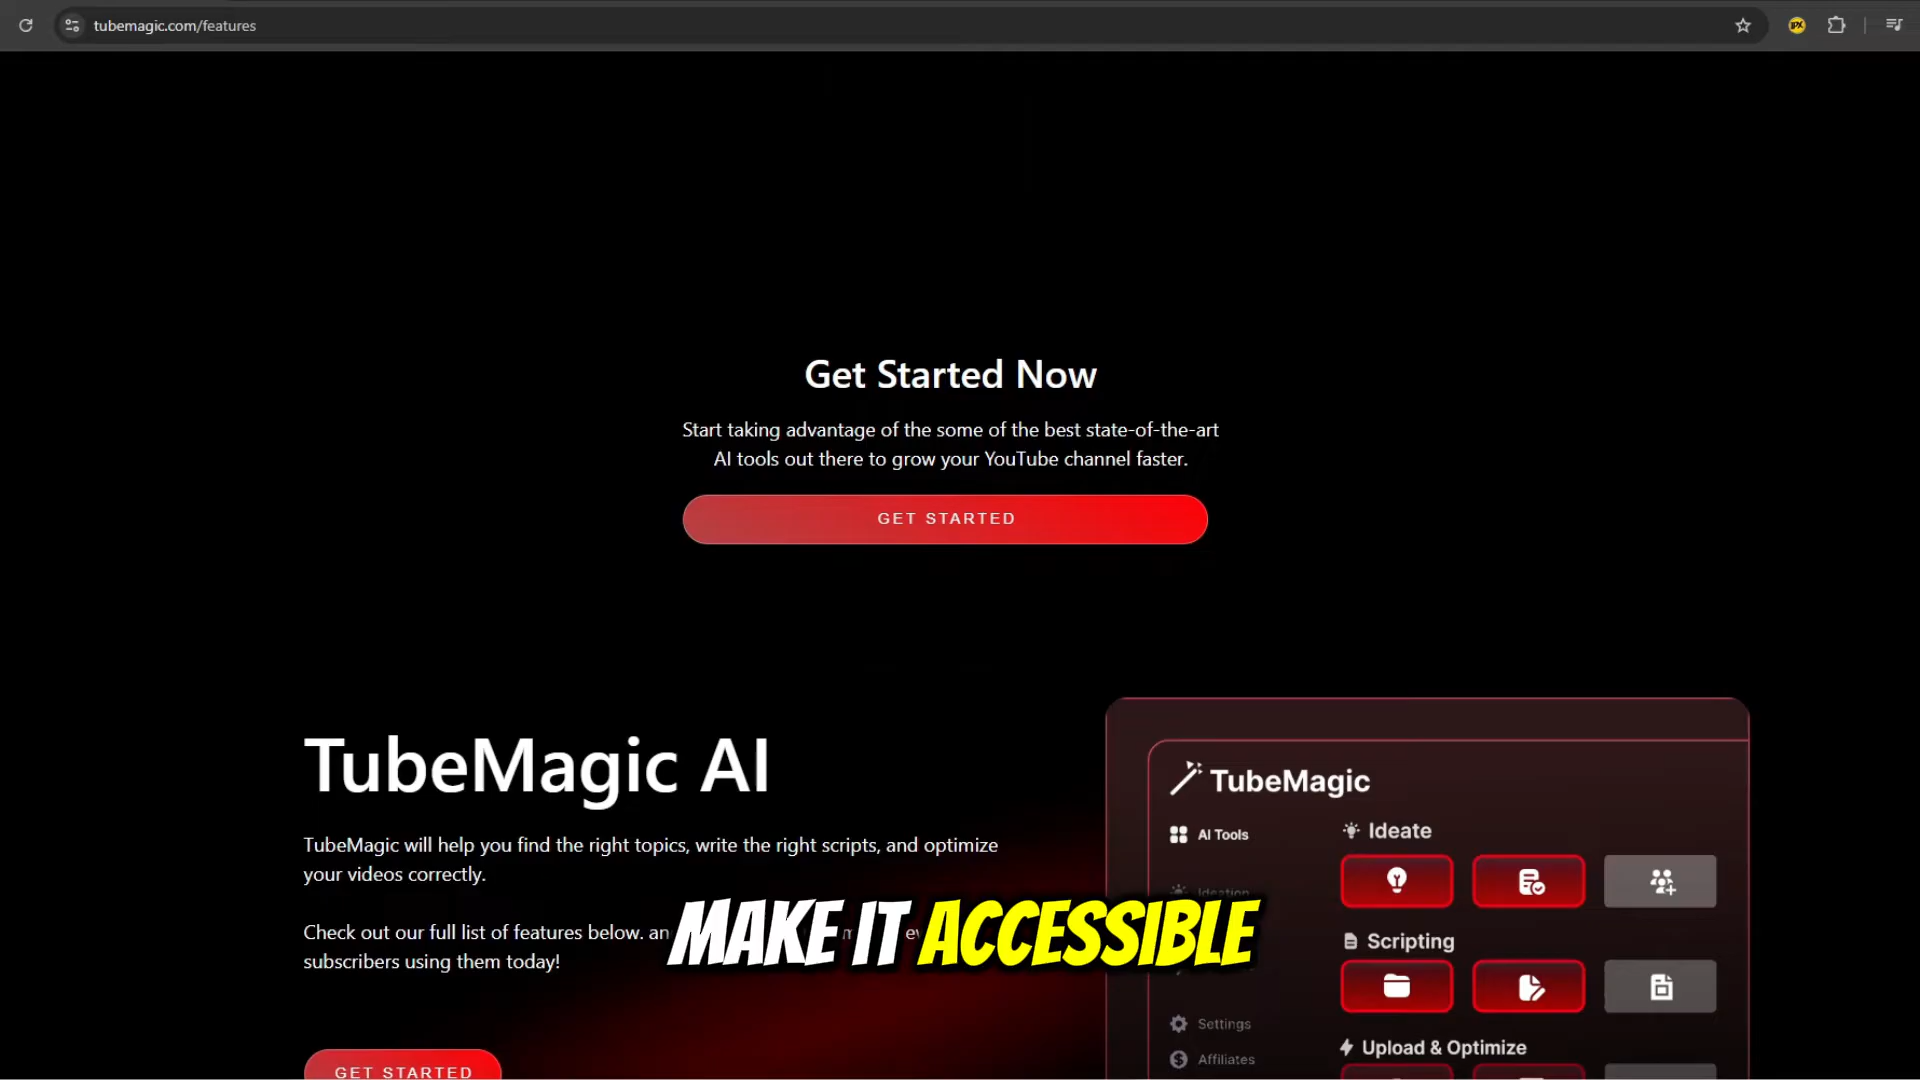 tubemagic.com/features
Get Started Now
Start taking advantage of the some of the best state-of-the-art
AI tools out there to grow your YouTube channel faster.
GET STARTED
TubeMagic AI
TubeMagic will help you find the right topics, write the right scripts, and optimize
your videos correctly.
Check out our full list of features below. an
subscribers using them today!
GET STARTED
MAKE IT ACCESSIBLE
TubeMagic
AI Tools
Ideation
Settings
Affiliates
Ideate
Scripting
Upload & Optimize